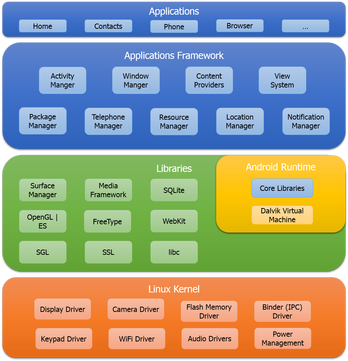 Applications
Home
Contacts
Phone
Browser
...
Applications Framework
Activity
Manger
Window
Manger
Content
Providers
View
System
Package
Manager
Telephone
Manager
Resource
Manager
Location
Manager
Notification
Manager
Libraries
Surface
Manager
Media
Framework
SQLite
OpenGL |
ES
FreeType
WebKit
SGL
SSL
libc
Android Runtime
Core Libraries
Dalvik Virtual
Machine
Linux Kernel
Display Driver
Camera Driver
Flash Memory
Driver
Binder (IPC)
Driver
Keypad Driver
WiFi Driver
Audio Drivers
Power
Management